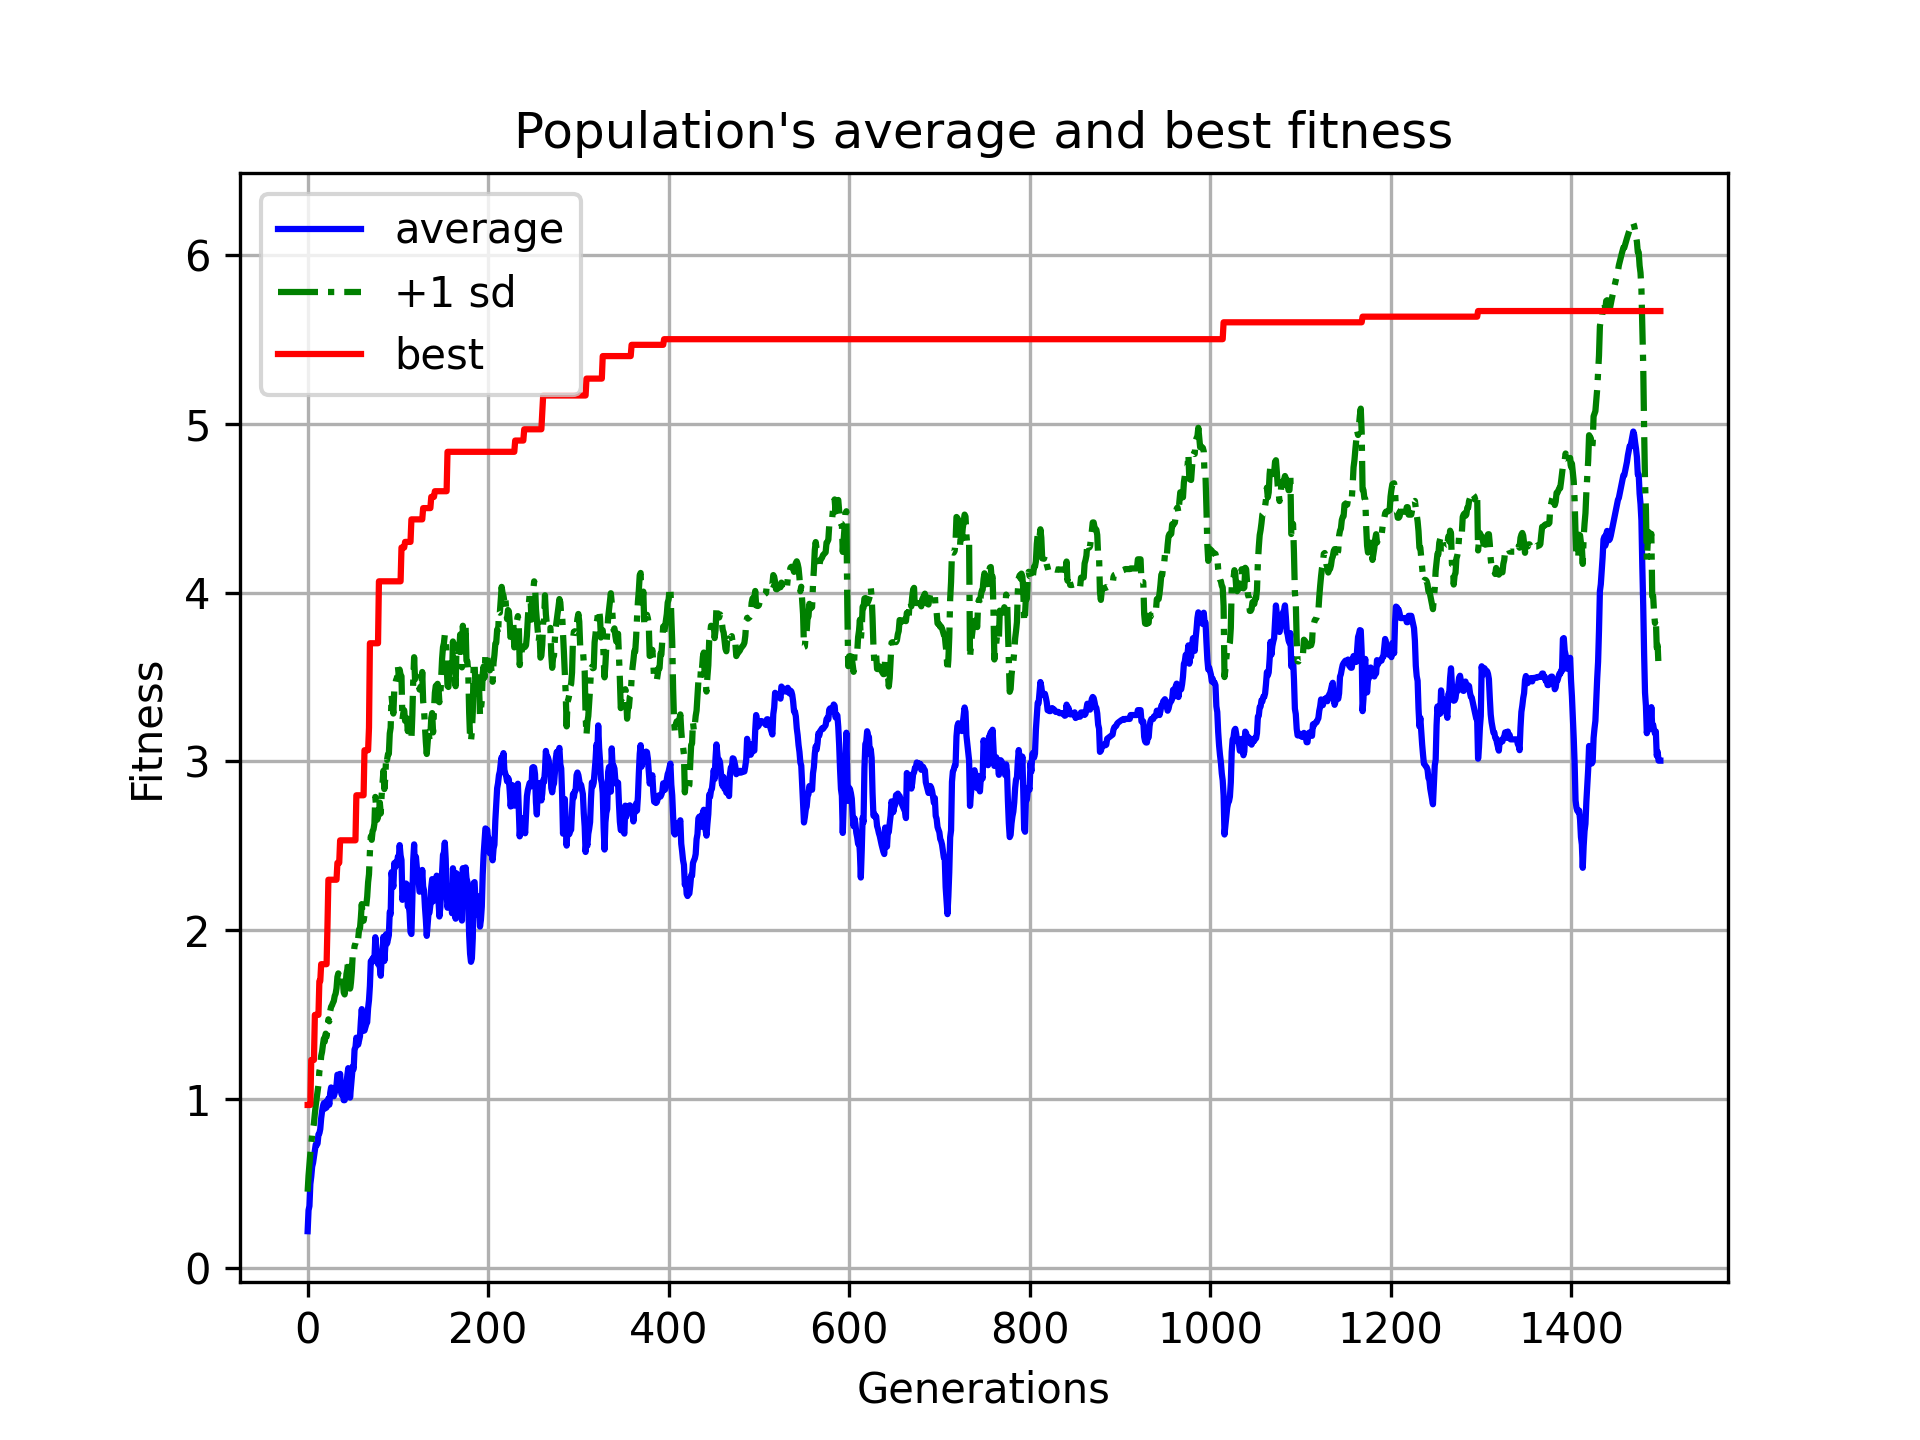 Population's average and best fitness
average
+1 sd
best
Fitness
6
5
4
3
2
1
0
0 200 400 600 800 1000 1200 1400
Generations